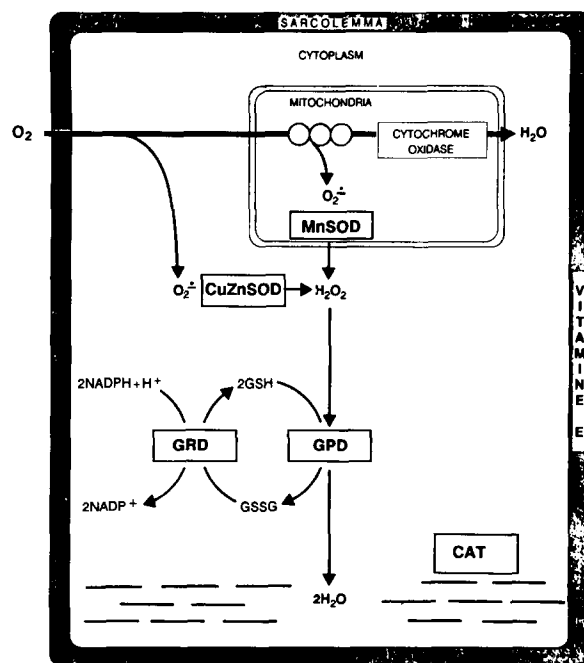 SARCOLEMMA
CYTOPLASM
MITOCHONDRIA
O₂
CYTOCHROME
OXIDASE
H₂O
O₂∸
MnSOD
O₂∸
CuZnSOD
H₂O₂
VITAMINE E
2NADPH + H⁺
2GSH
GRD
GPD
2NADP⁺
GSSG
CAT
2H₂O